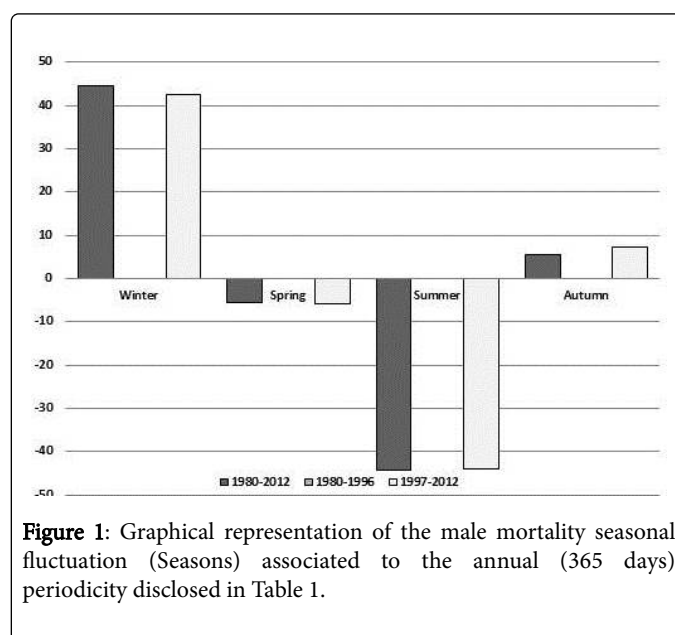 50
40
30
20
10
0
-10
-20
-30
-40
-50
Winter Spring Summer Autumn
■ 1980-2012 ■ 1980-1996 □ 1997-2012
Figure 1: Graphical representation of the male mortality seasonal
fluctuation (Seasons) associated to the annual (365 days)
periodicity disclosed in Table 1.